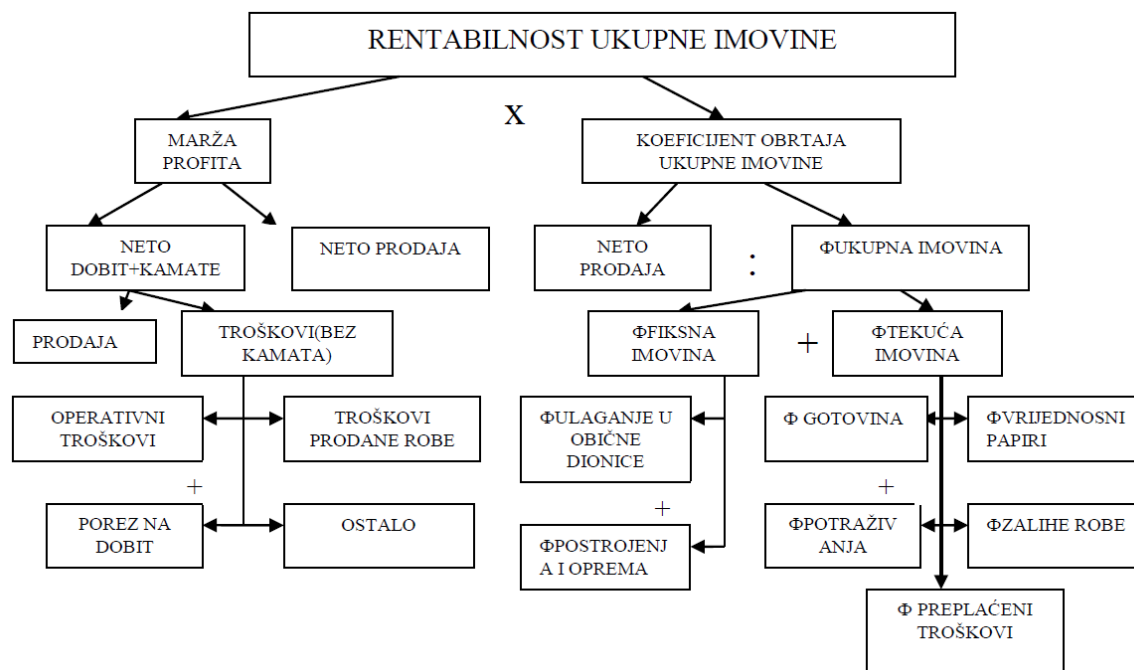 RENTABILNOST UKUPNE IMOVINE
X
MARŽA
PROFITA
KOEFICIJENT OBRTAJA
UKUPNE IMOVINE
NETO
DOBIT+KAMATE
NETO PRODAJA
NETO
PRODAJA
:
ΦUKUPNA IMOVINA
PRODAJA
TROŠKOVI(BEZ
KAMATA)
ΦFIKSNA
IMOVINA
+
ΦTEKUĆA
IMOVINA
OPERATIVNI
TROŠKOVI
TROŠKOVI
PRODANE ROBE
ΦULAGANJE U
OBIČNE
DIONICE
Φ GOTOVINA
ΦVRIJEDNOSNI
PAPIRI
+
+
+
POREZ NA
DOBIT
OSTALO
ΦPOSTROJENJ
A I OPREMA
ΦPOTRAŽIV
ANJA
ΦZALIHE ROBE
Φ PREPLAĆENI
TROŠKOVI